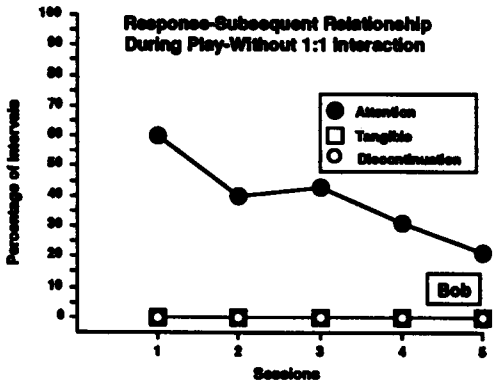 Response-Subsequent Relationship
During Play-Without 1:1 Interaction
Percentage of Intervals
100
90
80
70
60
50
40
30
20
10
0
Attention
Tangible
Discontinuation
Bob
1 2 3 4 5
Sessions